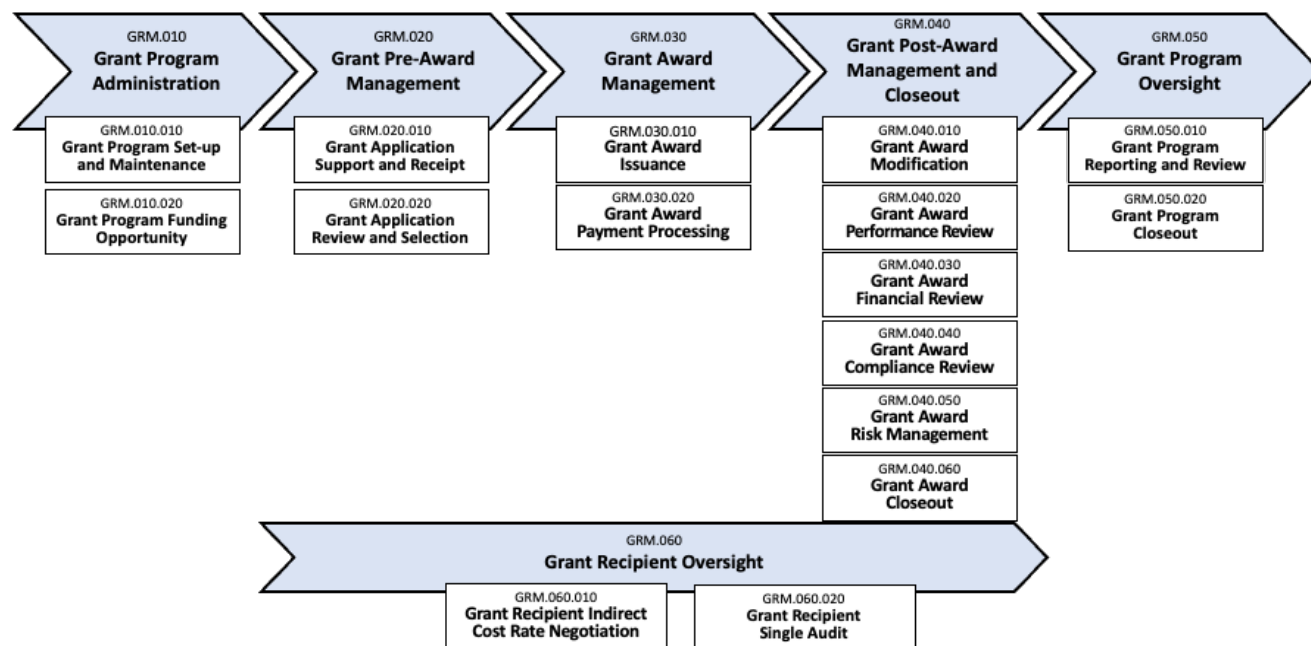 GRM.010
Grant Program
Administration
GRM.010.010
Grant Program Set-up
and Maintenance
GRM.010.020
Grant Program Funding
Opportunity
GRM.020
Grant Pre-Award
Management
GRM.020.010
Grant Application
Support and Receipt
GRM.020.020
Grant Application
Review and Selection
GRM.030
Grant Award
Management
GRM.030.010
Grant Award
Issuance
GRM.030.020
Grant Award
Payment Processing
GRM.040
Grant Post-Award
Management and
Closeout
GRM.040.010
Grant Award
Modification
GRM.040.020
Grant Award
Performance Review
GRM.040.030
Grant Award
Financial Review
GRM.040.040
Grant Award
Compliance Review
GRM.040.050
Grant Award
Risk Management
GRM.040.060
Grant Award
Closeout
GRM.050
Grant Program
Oversight
GRM.050.010
Grant Program
Reporting and Review
GRM.050.020
Grant Program
Closeout
GRM.060
Grant Recipient Oversight
GRM.060.010
Grant Recipient Indirect
Cost Rate Negotiation
GRM.060.020
Grant Recipient
Single Audit